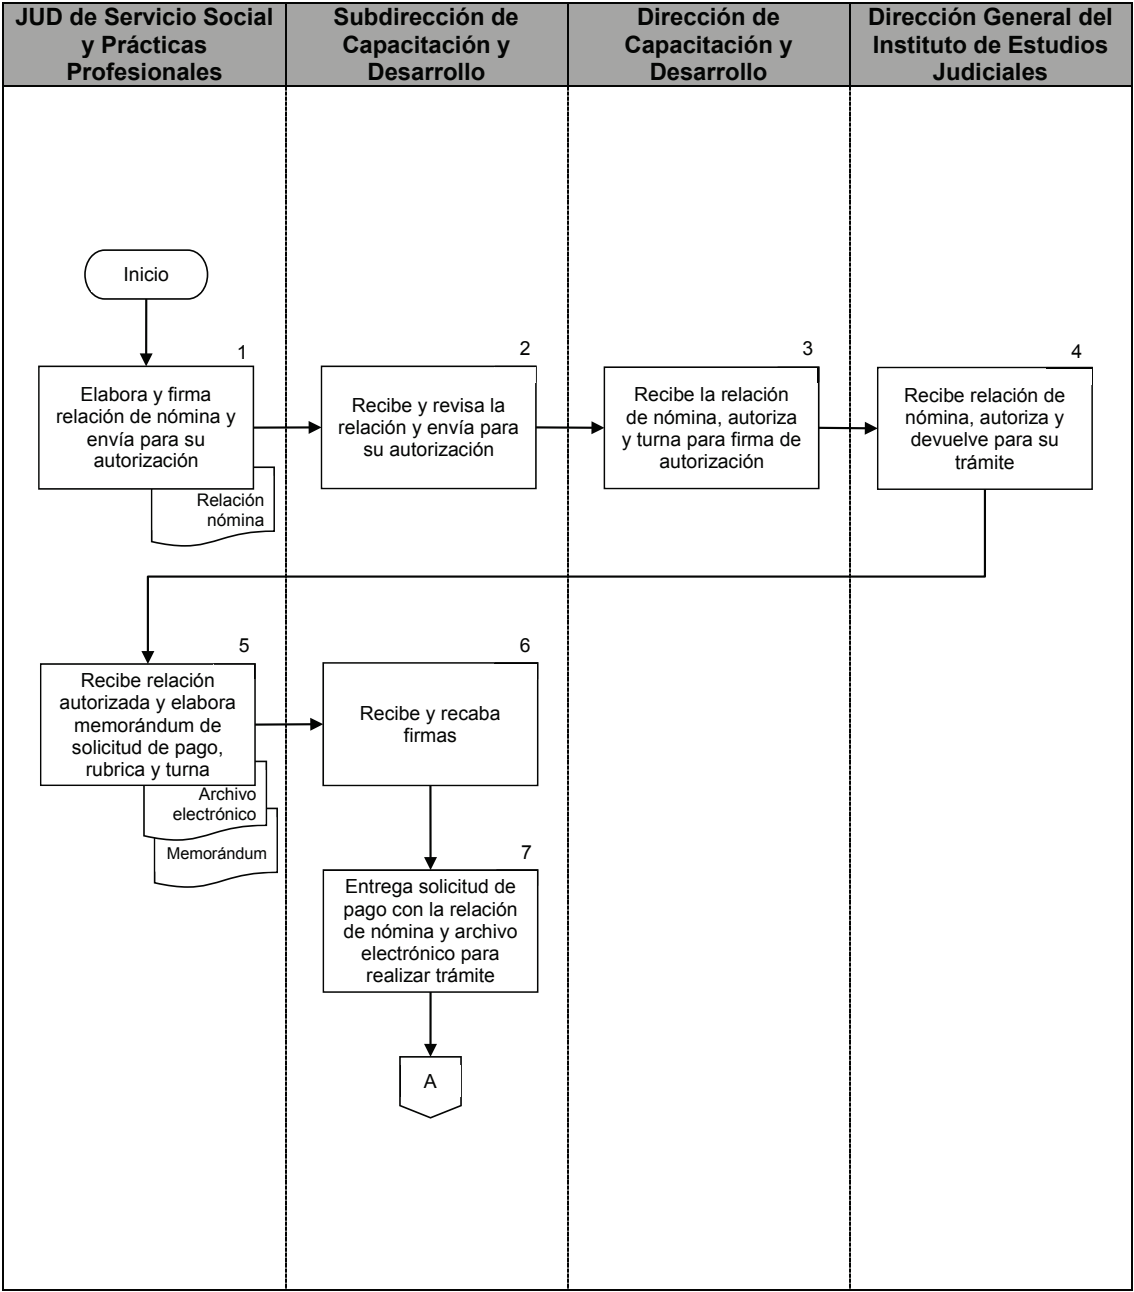 JUD de Servicio Social
y Prácticas
Profesionales
Subdirección de
Capacitación y
Desarrollo
Dirección de
Capacitación y
Desarrollo
Dirección General del
Instituto de Estudios
Judiciales
Inicio
1
Elabora y firma
relación de nómina y
envía para su
autorización
Relación
nómina
2
Recibe y revisa la
relación y envía para
su autorización
3
Recibe la relación
de nómina, autoriza
y turna para firma de
autorización
4
Recibe relación de
nómina, autoriza y
devuelve para su
trámite
5
Recibe relación
autorizada y elabora
memorándum de
solicitud de pago,
rubrica y turna
Archivo
electrónico
Memorándum
6
Recibe y recaba
firmas
7
Entrega solicitud de
pago con la relación
de nómina y archivo
electrónico para
realizar trámite
A